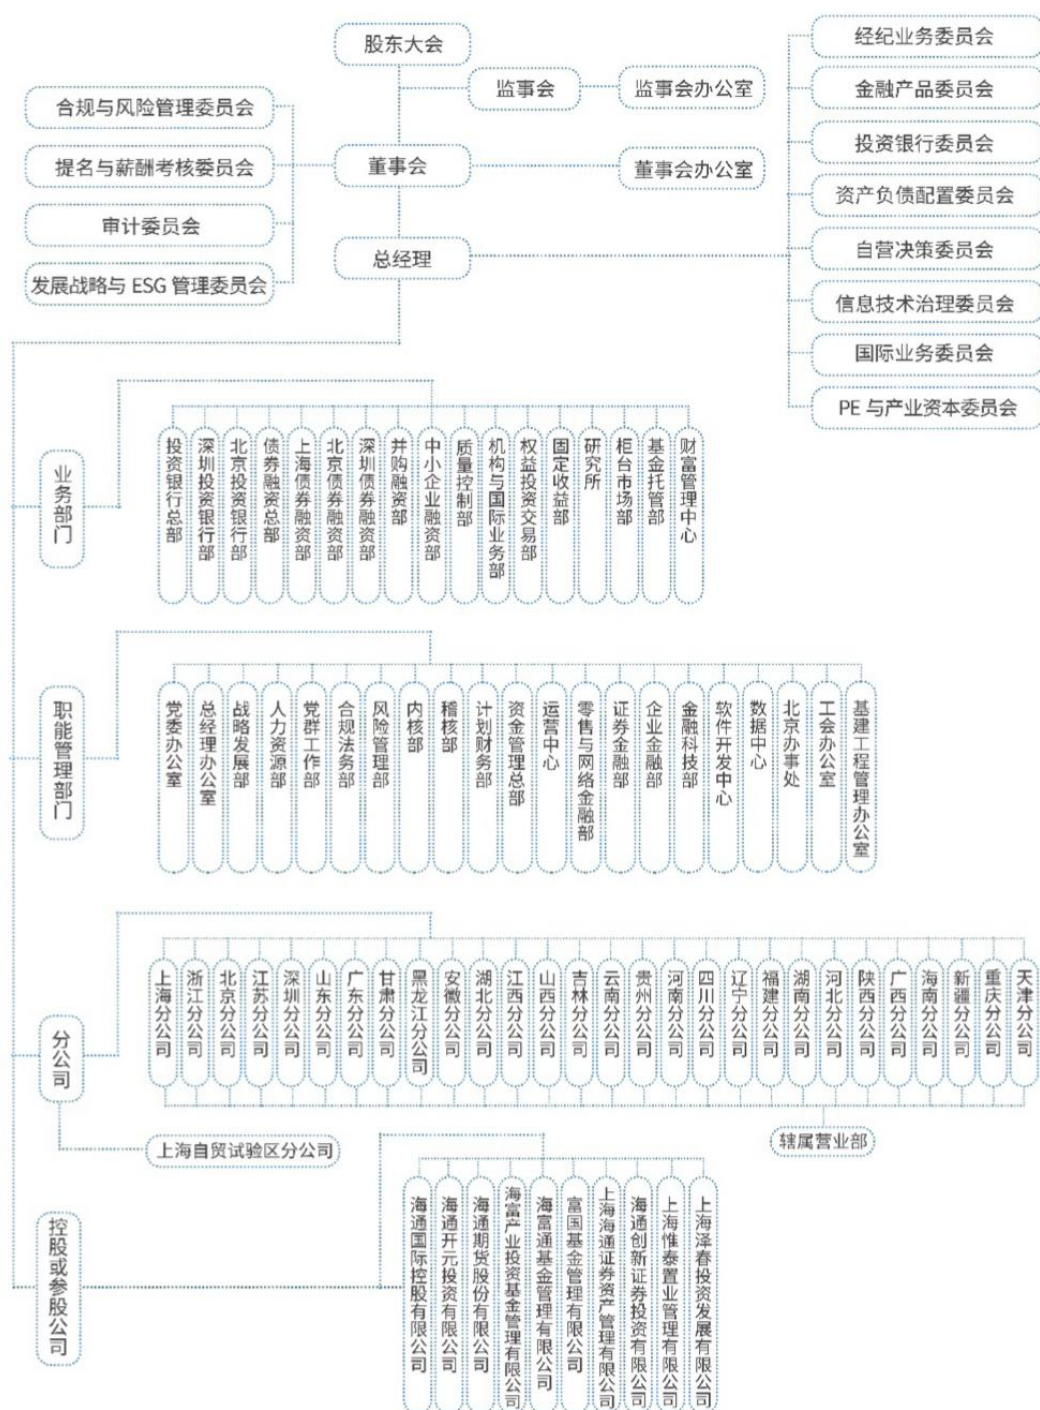 股东大会
监事会
监事会办公室
董事会
董事会办公室
总经理
合规与风险管理委员会
提名与薪酬考核委员会
审计委员会
发展战略与 ESG 管理委员会
经纪业务委员会
金融产品委员会
投资银行委员会
资产负债配置委员会
自营决策委员会
信息技术治理委员会
国际业务委员会
PE 与产业资本委员会
业务部门
投资银行总部
深圳投资银行部
北京投资银行部
债券融资总部
上海债券融资部
北京债券融资部
深圳债券融资部
并购融资部
中小企业融资部
质量控制部
机构与国际业务部
权益投资交易部
固定收益部
研究所
柜台市场部
基金托管部
财富管理中心
职能管理部门
党委办公室
总经理办公室
战略发展部
人力资源部
党群工作部
合规法务部
风险管理部
内核部
稽核部
计划财务部
资金管理总部
运营中心
零售与网络金融部
证券金融部
企业金融部
金融科技部
软件开发中心
数据中心
北京办事处
工会办公室
基建工程管理办公室
分公司
上海分公司
浙江分公司
北京分公司
江苏分公司
深圳分公司
山东分公司
广东分公司
甘肃分公司
黑龙江分公司
安徽分公司
湖北分公司
江西分公司
山西分公司
吉林分公司
云南分公司
贵州分公司
河南分公司
四川分公司
辽宁分公司
福建分公司
湖南分公司
河北分公司
陕西分公司
广西分公司
海南分公司
新疆分公司
重庆分公司
天津分公司
上海自贸试验区分公司
辖属营业部
控股或参股公司
海通国际控股有限公司
海通开元投资有限公司
海通期货股份有限公司
海富产业投资基金管理有限公司
海富通基金管理有限公司
富国基金管理有限公司
上海海通证券资产管理有限公司
海通创新证券投资有限公司
上海惟泰置业管理有限公司
上海泽春投资发展有限公司